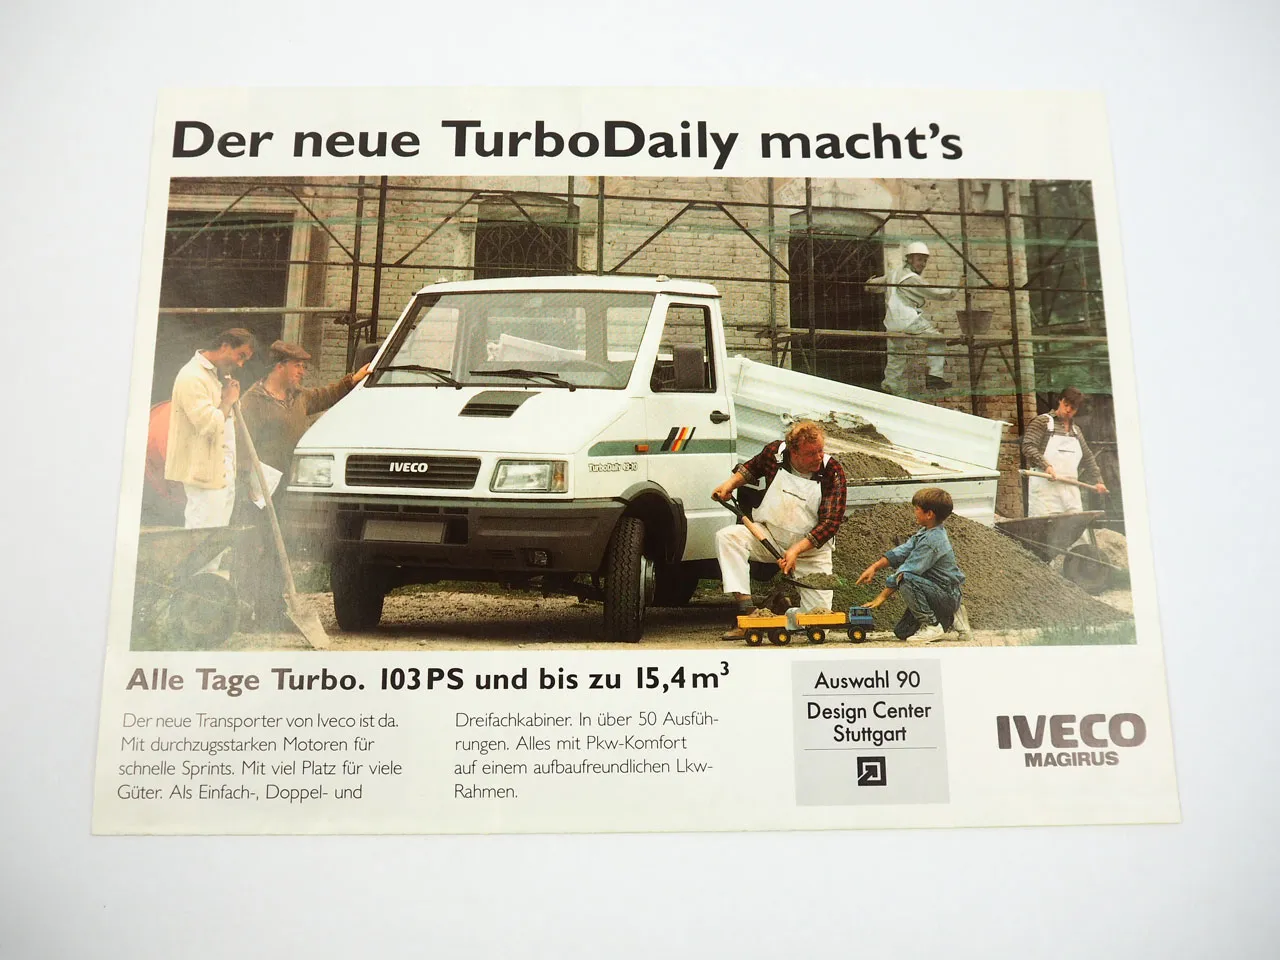 Der neue TurboDaily macht's
IVECO
TurboDaily 49·10
Alle Tage Turbo. 103 PS und bis zu 15,4 m³
Der neue Transporter von Iveco ist da.
Mit durchzugsstarken Motoren für
schnelle Sprints. Mit viel Platz für viele
Güter. Als Einfach-, Doppel- und
Dreifachkabiner. In über 50 Ausfüh-
rungen. Alles mit Pkw-Komfort
auf einem aufbaufreundlichen Lkw-
Rahmen.
Auswahl 90
Design Center
Stuttgart
IVECO
MAGIRUS